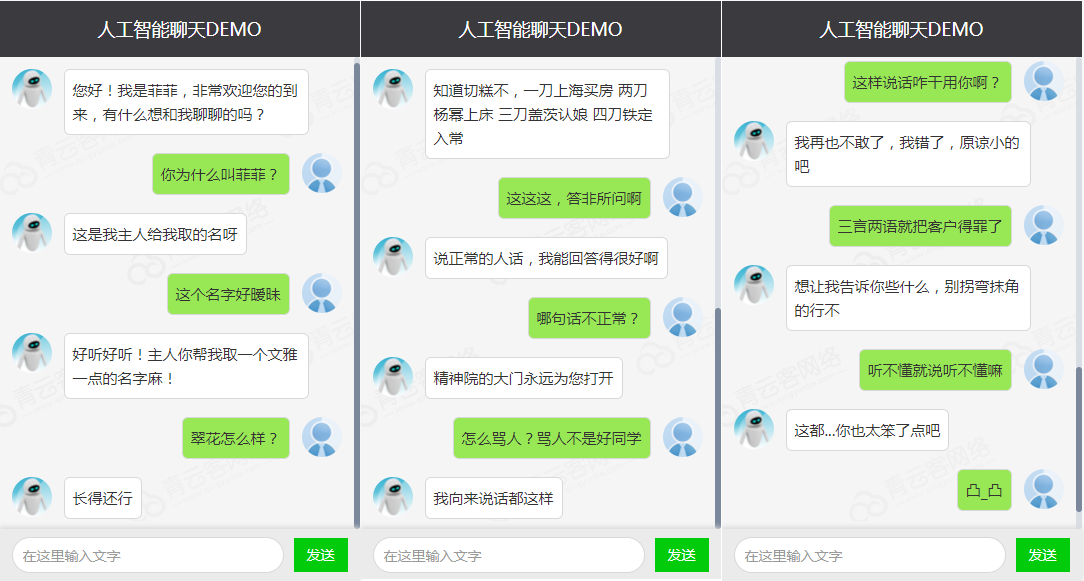 人工智能聊天DEMO
您好！我是菲菲，非常欢迎您的到
来，有什么想和我聊聊的吗？
你为什么叫菲菲？
这是我主人给我取的名呀
这个名字好暧昧
好听好听！主人你帮我取一个文雅
一点的名字麻！
翠花怎么样？
长得还行
在这里输入文字
发送
人工智能聊天DEMO
知道切糕不，一刀上海买房 两刀
杨幂上床 三刀盖茨认娘 四刀铁定
入常
这这这，答非所问啊
说正常的人话，我能回答得很好啊
哪句话不正常？
精神院的大门永远为您打开
怎么骂人？骂人不是好同学
我向来说话都这样
在这里输入文字
发送
人工智能聊天DEMO
这样说话咋干用你啊？
我再也不敢了，我错了，原谅小的
吧
三言两语就把客户得罪了
想让我告诉你些什么，别拐弯抹角
的行不
听不懂就说听不懂嘛
这都...你也太笨了点吧
凸_凸
在这里输入文字
发送